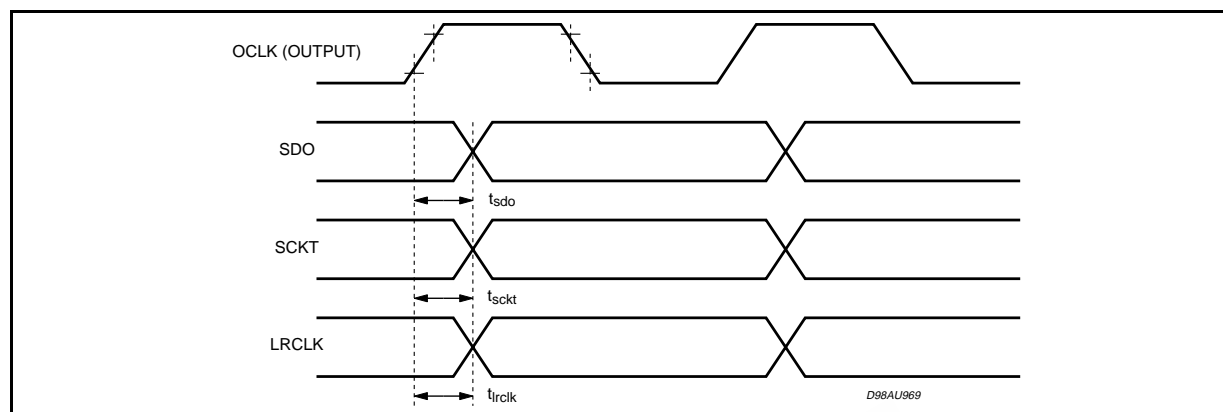 OCLK (OUTPUT)
SDO
tsdo
SCKT
tsckt
LRCLK
tlrclk
D98AU969